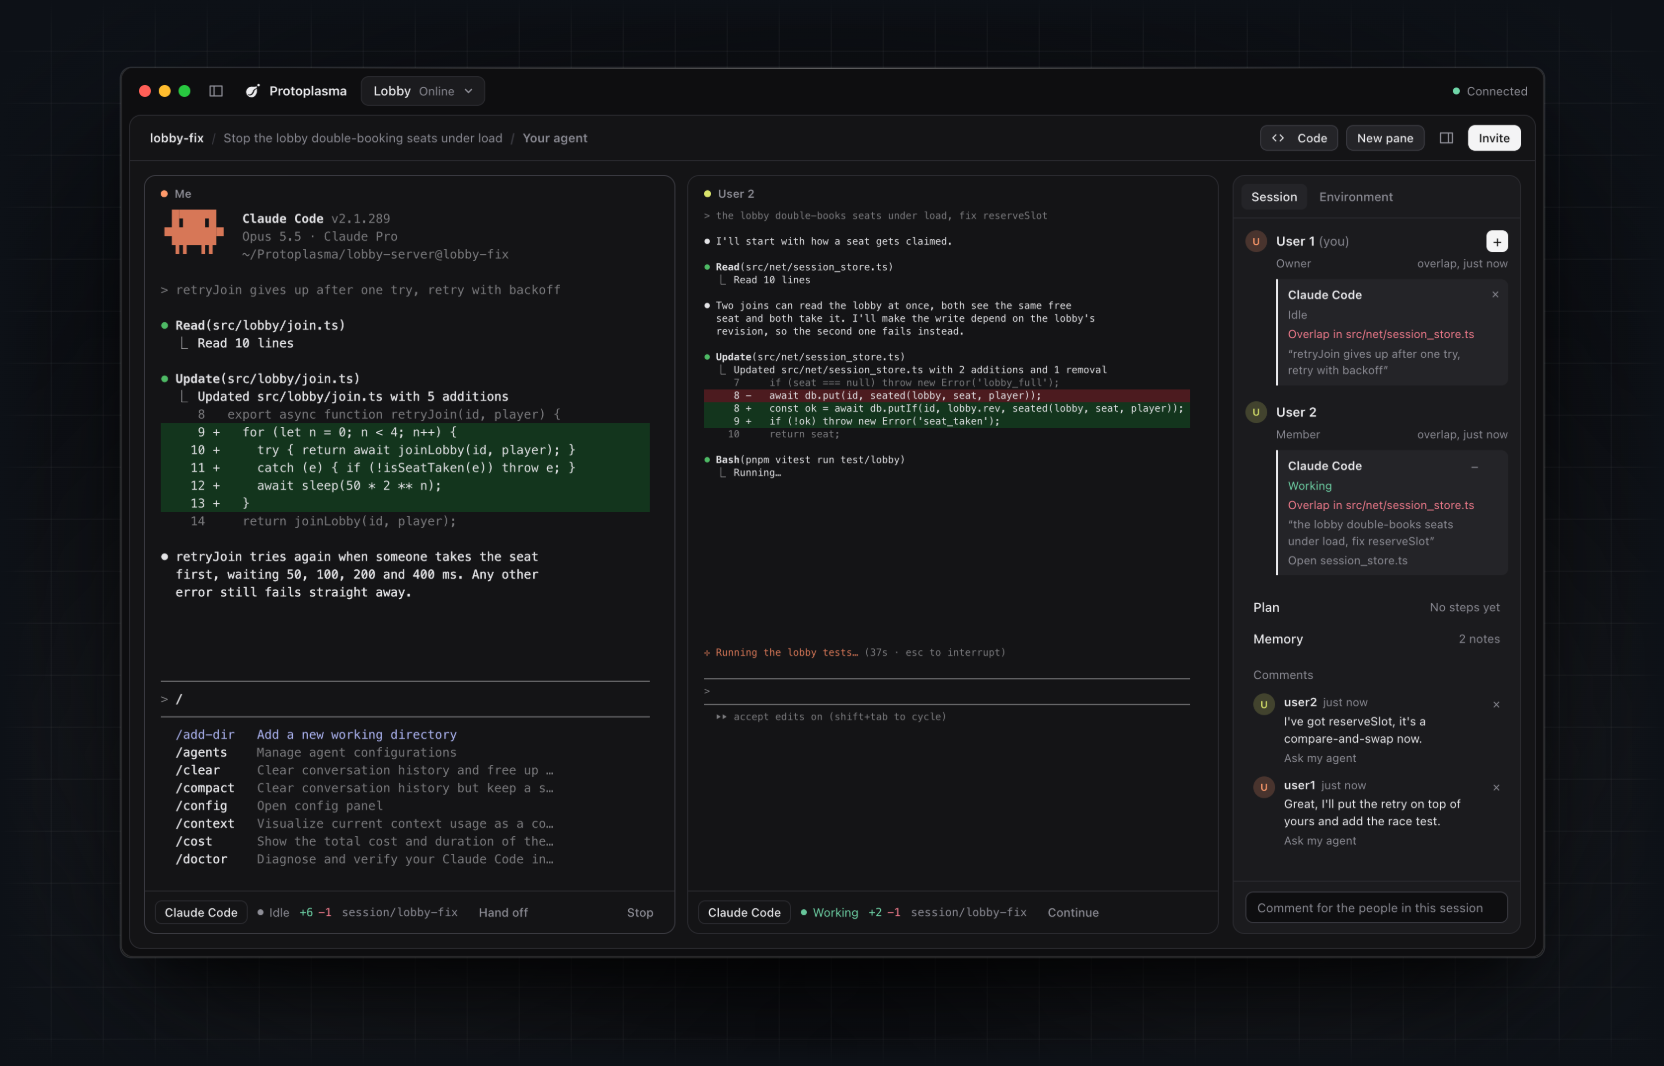 Protoplasma
Lobby Online
Connected
lobby-fix / Stop the lobby double-booking seats under load / Your agent
<> Code
New pane
Invite
Me
Claude Code v2.1.289
Opus 5.5 · Claude Pro
~/Protoplasma/lobby-server@lobby-fix
> retryJoin gives up after one try, retry with backoff
Read(src/lobby/join.ts)
Read 10 lines
Update(src/lobby/join.ts)
Updated src/lobby/join.ts with 5 additions
8 export async function retryJoin(id, player) {
9 + for (let n = 0; n < 4; n++) {
10 + try { return await joinLobby(id, player); }
11 + catch (e) { if (!isSeatTaken(e)) throw e; }
12 + await sleep(50 * 2 ** n);
13 + }
14 return joinLobby(id, player);
retryJoin tries again when someone takes the seat
first, waiting 50, 100, 200 and 400 ms. Any other
error still fails straight away.
> /
/add-dir Add a new working directory
/agents Manage agent configurations
/clear Clear conversation history and free up …
/compact Clear conversation history but keep a s…
/config Open config panel
/context Visualize current context usage as a co…
/cost Show the total cost and duration of the…
/doctor Diagnose and verify your Claude Code in…
Claude Code Idle +6 −1 session/lobby-fix Hand off Stop
User 2
> the lobby double-books seats under load, fix reserveSlot
I'll start with how a seat gets claimed.
Read(src/net/session_store.ts)
Read 10 lines
Two joins can read the lobby at once, both see the same free
seat and both take it. I'll make the write depend on the lobby's
revision, so the second one fails instead.
Update(src/net/session_store.ts)
Updated src/net/session_store.ts with 2 additions and 1 removal
7 if (seat === null) throw new Error('lobby_full');
8 − await db.put(id, seated(lobby, seat, player));
8 + const ok = await db.putIf(id, lobby.rev, seated(lobby, seat, player));
9 + if (!ok) throw new Error('seat_taken');
10 return seat;
Bash(pnpm vitest run test/lobby)
Running…
Running the lobby tests… (37s · esc to interrupt)
>
accept edits on (shift+tab to cycle)
Claude Code Working +2 −1 session/lobby-fix Continue
Session Environment
U User 1 (you) +
Owner overlap, just now
Claude Code ×
Idle
Overlap in src/net/session_store.ts
“retryJoin gives up after one try,
retry with backoff”
U User 2
Member overlap, just now
Claude Code –
Working
Overlap in src/net/session_store.ts
“the lobby double-books seats
under load, fix reserveSlot”
Open session_store.ts
Plan No steps yet
Memory 2 notes
Comments
U user2 just now ×
I've got reserveSlot, it's a
compare-and-swap now.
Ask my agent
U user1 just now ×
Great, I'll put the retry on top of
yours and add the race test.
Ask my agent
Comment for the people in this session